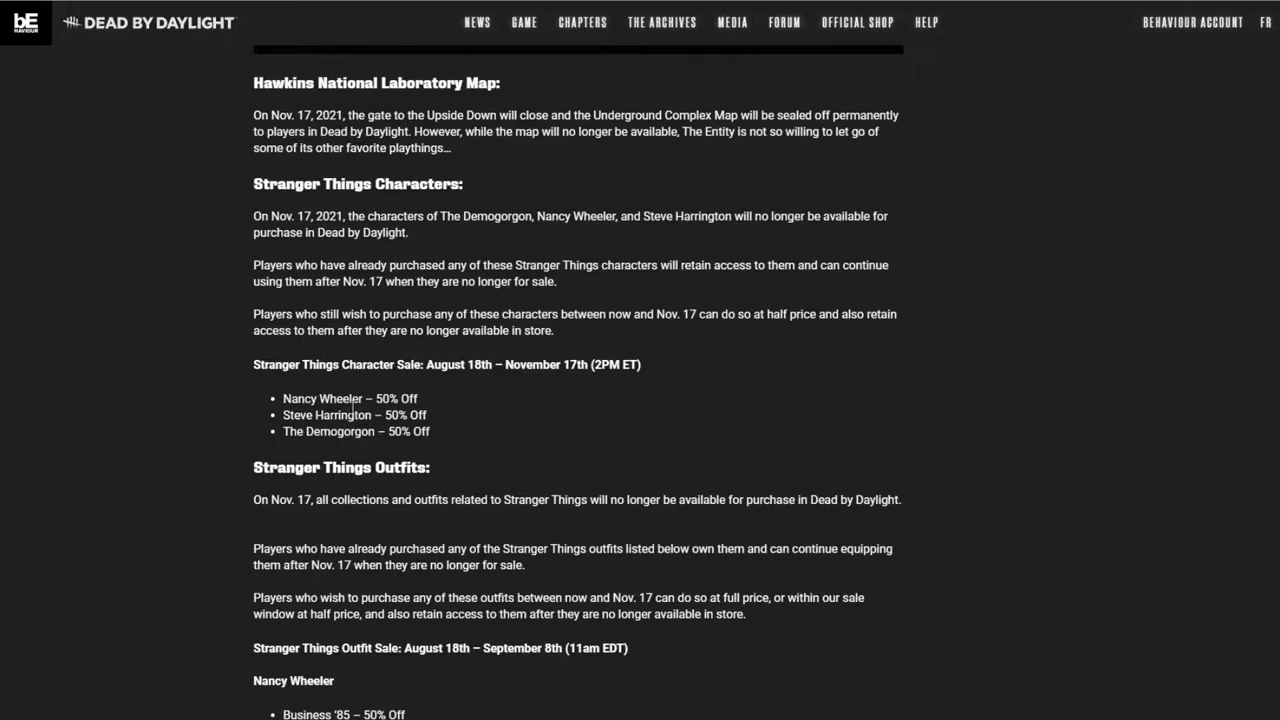 bE
HAVIOUR
DEAD BY DAYLIGHT
NEWS
GAME
CHAPTERS
THE ARCHIVES
MEDIA
FORUM
OFFICIAL SHOP
HELP
BEHAVIOUR ACCOUNT
FR
Hawkins National Laboratory Map:
On Nov. 17, 2021, the gate to the Upside Down will close and the Underground Complex Map will be sealed off permanently
to players in Dead by Daylight. However, while the map will no longer be available, The Entity is not so willing to let go of
some of its other favorite playthings...
Stranger Things Characters:
On Nov. 17, 2021, the characters of The Demogorgon, Nancy Wheeler, and Steve Harrington will no longer be available for
purchase in Dead by Daylight.
Players who have already purchased any of these Stranger Things characters will retain access to them and can continue
using them after Nov. 17 when they are no longer for sale.
Players who still wish to purchase any of these characters between now and Nov. 17 can do so at half price and also retain
access to them after they are no longer available in store.
Stranger Things Character Sale: August 18th – November 17th (2PM ET)
• Nancy Wheeler – 50% Off
• Steve Harrington – 50% Off
• The Demogorgon – 50% Off
Stranger Things Outfits:
On Nov. 17, all collections and outfits related to Stranger Things will no longer be available for purchase in Dead by Daylight.
Players who have already purchased any of the Stranger Things outfits listed below own them and can continue equipping
them after Nov. 17 when they are no longer for sale.
Players who wish to purchase any of these outfits between now and Nov. 17 can do so at full price, or within our sale
window at half price, and also retain access to them after they are no longer available in store.
Stranger Things Outfit Sale: August 18th – September 8th (11am EDT)
Nancy Wheeler
• Business ’85 – 50% Off